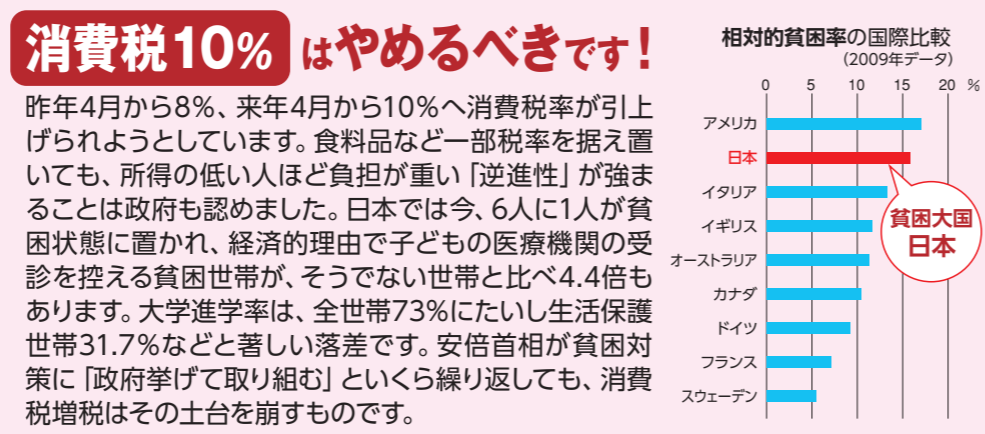 消費税10%はやめるべきです!
昨年4月から8%、来年4月から10%へ消費税率が引上
げられようとしています。食料品など一部税率を据え置
いても、所得の低い人ほど負担が重い「逆進性」が強ま
ることは政府も認めました。日本では今、6人に1人が貧
困状態に置かれ、経済的理由で子どもの医療機関の受
診を控える貧困世帯が、そうでない世帯と比べ4.4倍も
あります。大学進学率は、全世帯73%にたいし生活保護
世帯31.7%などと著しい落差です。安倍首相が貧困対
策に「政府挙げて取り組む」といくら繰り返しても、消費
税増税はその土台を崩すものです。
相対的貧困率の国際比較
(2009年データ)
0 5 10 15 20 %
アメリカ
日本
イタリア
イギリス
オーストラリア
カナダ
ドイツ
フランス
スウェーデン
貧困大国
日本